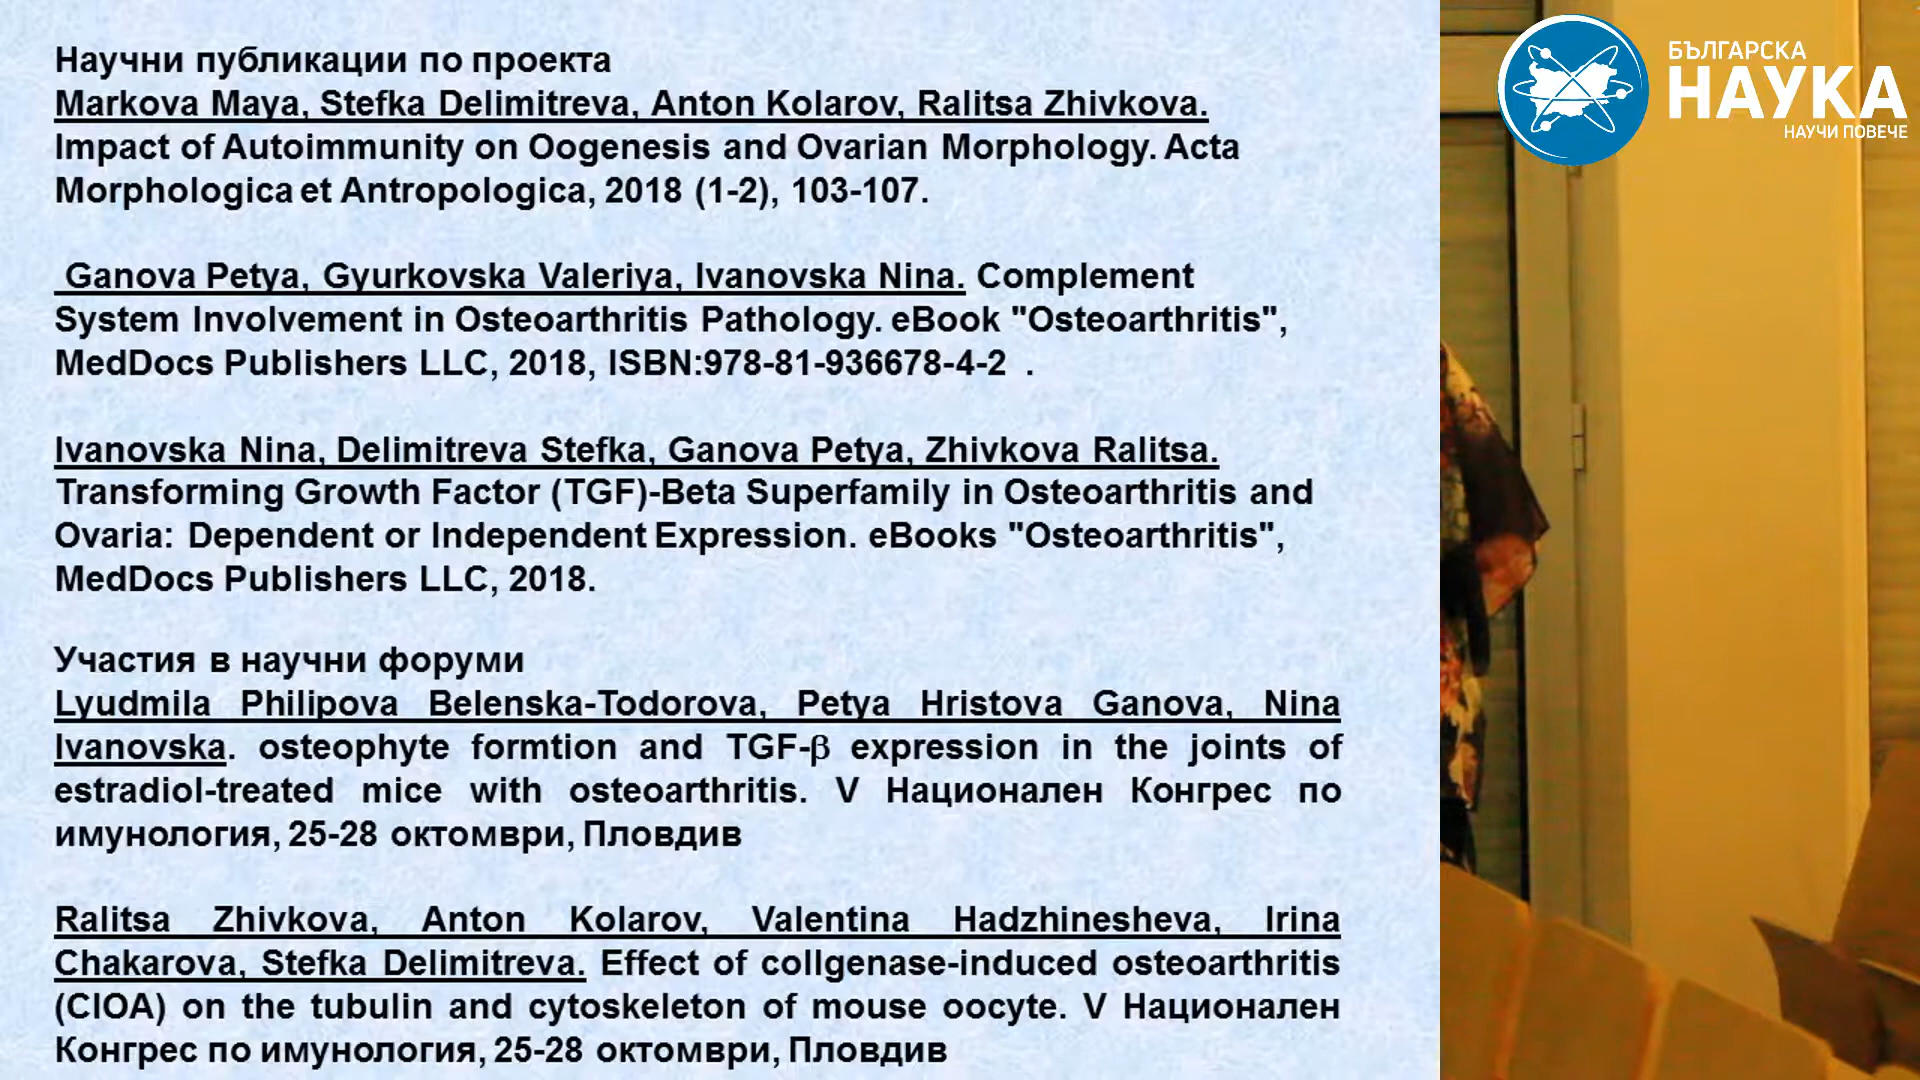 Научни публикации по проекта
Markova Maya, Stefka Delimitreva, Anton Kolarov, Ralitsa Zhivkova.
Impact of Autoimmunity on Oogenesis and Ovarian Morphology. Acta
Morphologica et Antropologica, 2018 (1-2), 103-107.
Ganova Petya, Gyurkovska Valeriya, Ivanovska Nina. Complement
System Involvement in Osteoarthritis Pathology. eBook "Osteoarthritis",
MedDocs Publishers LLC, 2018, ISBN:978-81-936678-4-2 .
Ivanovska Nina, Delimitreva Stefka, Ganova Petya, Zhivkova Ralitsa.
Transforming Growth Factor (TGF)-Beta Superfamily in Osteoarthritis and
Ovaria: Dependent or Independent Expression. eBooks "Osteoarthritis",
MedDocs Publishers LLC, 2018.
Участия в научни форуми
Lyudmila Philipova Belenska-Todorova, Petya Hristova Ganova, Nina
Ivanovska. osteophyte formtion and TGF-β expression in the joints of
estradiol-treated mice with osteoarthritis. V Национален Конгрес по
имунология, 25-28 октомври, Пловдив
Ralitsa Zhivkova, Anton Kolarov, Valentina Hadzhinesheva, Irina
Chakarova, Stefka Delimitreva. Effect of collgenase-induced osteoarthritis
(CIOA) on the tubulin and cytoskeleton of mouse oocyte. V Национален
Конгрес по имунология, 25-28 октомври, Пловдив
БЪЛГАРСКА
НАУКА
НАУЧИ ПОВЕЧЕ